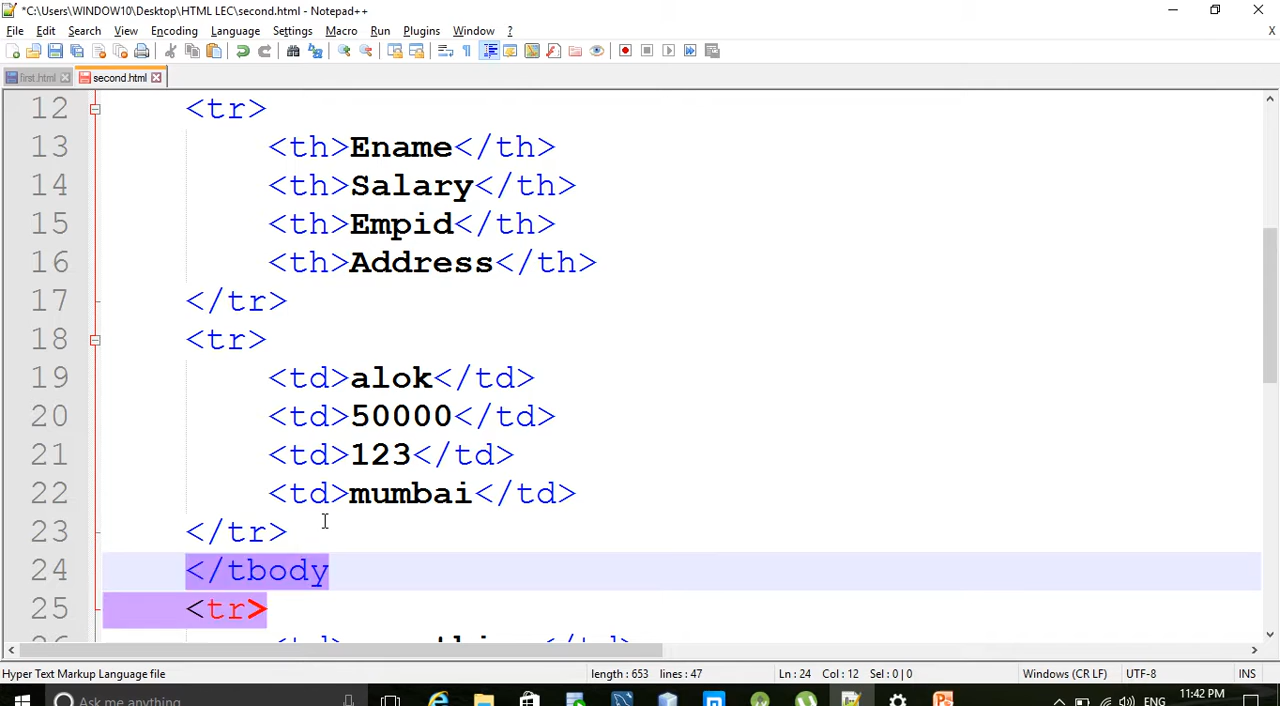 *C:\Users\WINDOW10\Desktop\HTML LEC\second.html - Notepad++
File Edit Search View Encoding Language Settings Macro Run Plugins Window ? X
first.html second.html
12 <tr>
13 <th>Ename</th>
14 <th>Salary</th>
15 <th>Empid</th>
16 <th>Address</th>
17 </tr>
18 <tr>
19 <td>alok</td>
20 <td>50000</td>
21 <td>123</td>
22 <td>mumbai</td>
23 </tr>
24 </tbody
25 <tr>
Hyper Text Markup Language file length : 653 lines : 47 Ln : 24 Col : 12 Sel : 0 | 0 Windows (CR LF) UTF-8 INS
Ask me anything ENG 11:42 PM